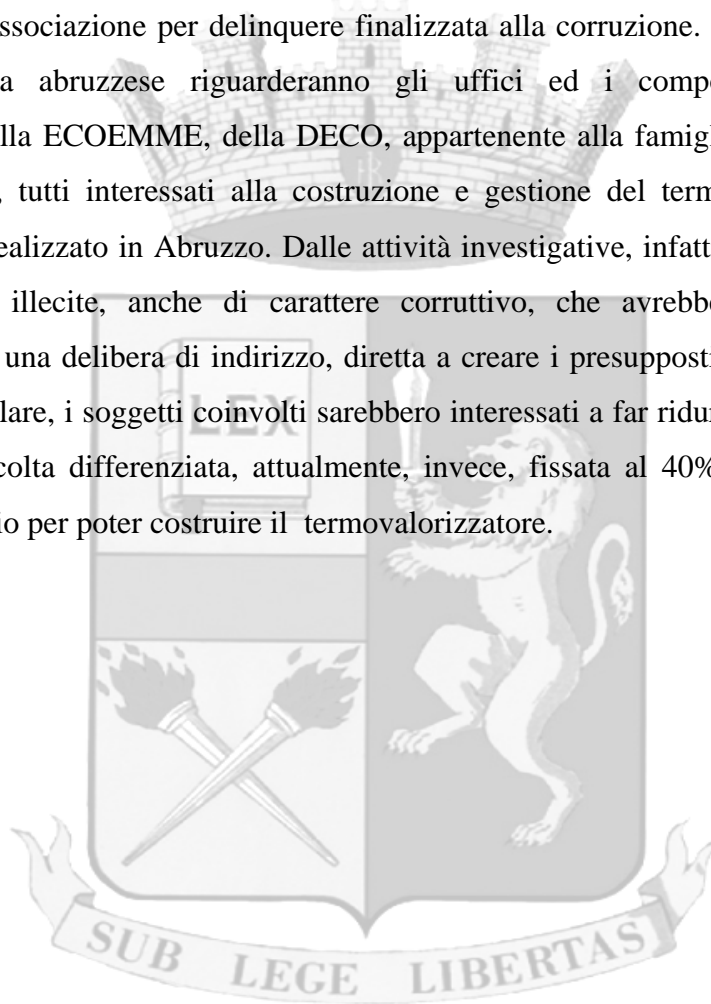 ssociazione per delinquere finalizzata alla corruzione.
a abruzzese riguarderanno gli uffici ed i compo
lla ECOEMME, della DECO, appartenente alla famigl
, tutti interessati alla costruzione e gestione del term
ealizzato in Abruzzo. Dalle attività investigative, infatt
illecite, anche di carattere corruttivo, che avrebbe
una delibera di indirizzo, diretta a creare i presupposti
lare, i soggetti coinvolti sarebbero interessati a far ridur
colta differenziata, attualmente, invece, fissata al 40%
io per poter costruire il termovalorizzatore.
LEX
SUB LEGE LIBERTAS